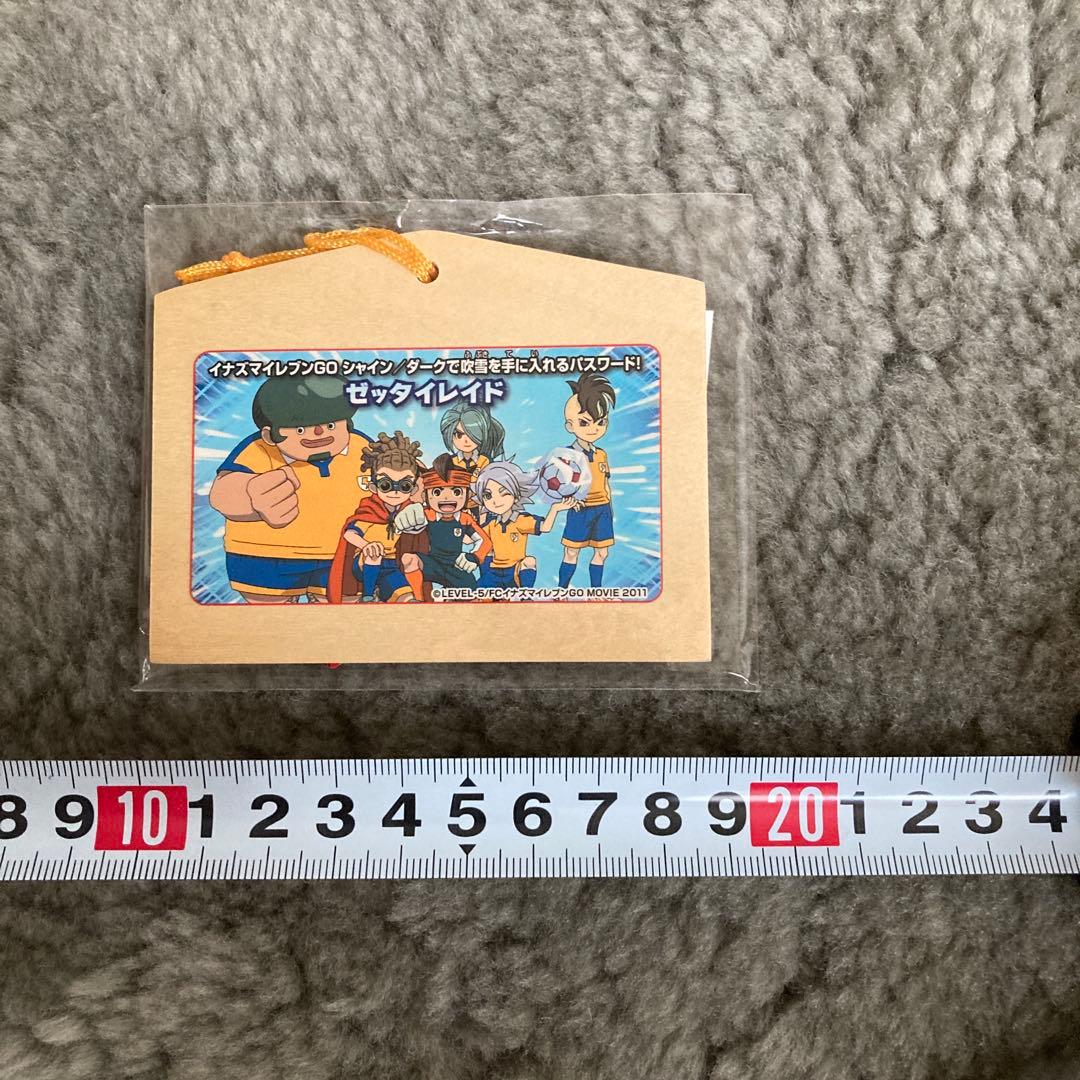 イナズマイレブンGO シャイン/ダークで吹雪を手に入れるパスワード!
ふぶき てい
ゼッタイレイド
©LEVEL-5/FCイナズマイレブンGO MOVIE 2011
8 9 10 1 2 3 4 5 6 7 8 9 20 1 2 3 4